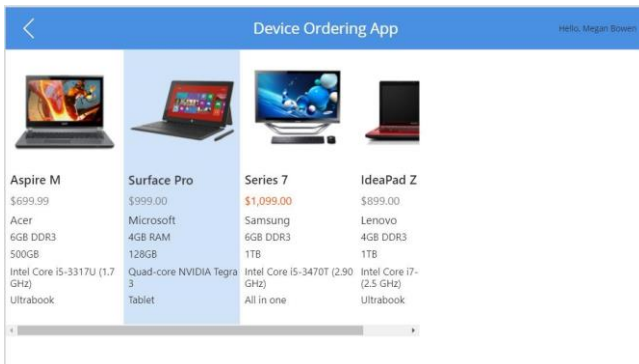 Device Ordering App
Hello, Megan Bowen
Aspire M
$699.99
Acer
6GB DDR3
500GB
Intel Core i5-3317U (1.7
GHz)
Ultrabook
Surface Pro
$999.00
Microsoft
4GB RAM
128GB
Quad-core NVIDIA Tegra
3
Tablet
Series 7
$1,099.00
Samsung
6GB DDR3
1TB
Intel Core i5-3470T (2.90
GHz)
All in one
IdeaPad Z
$899.00
Lenovo
4GB DDR3
1TB
Intel Core i7-
(2.5 GHz)
Ultrabook